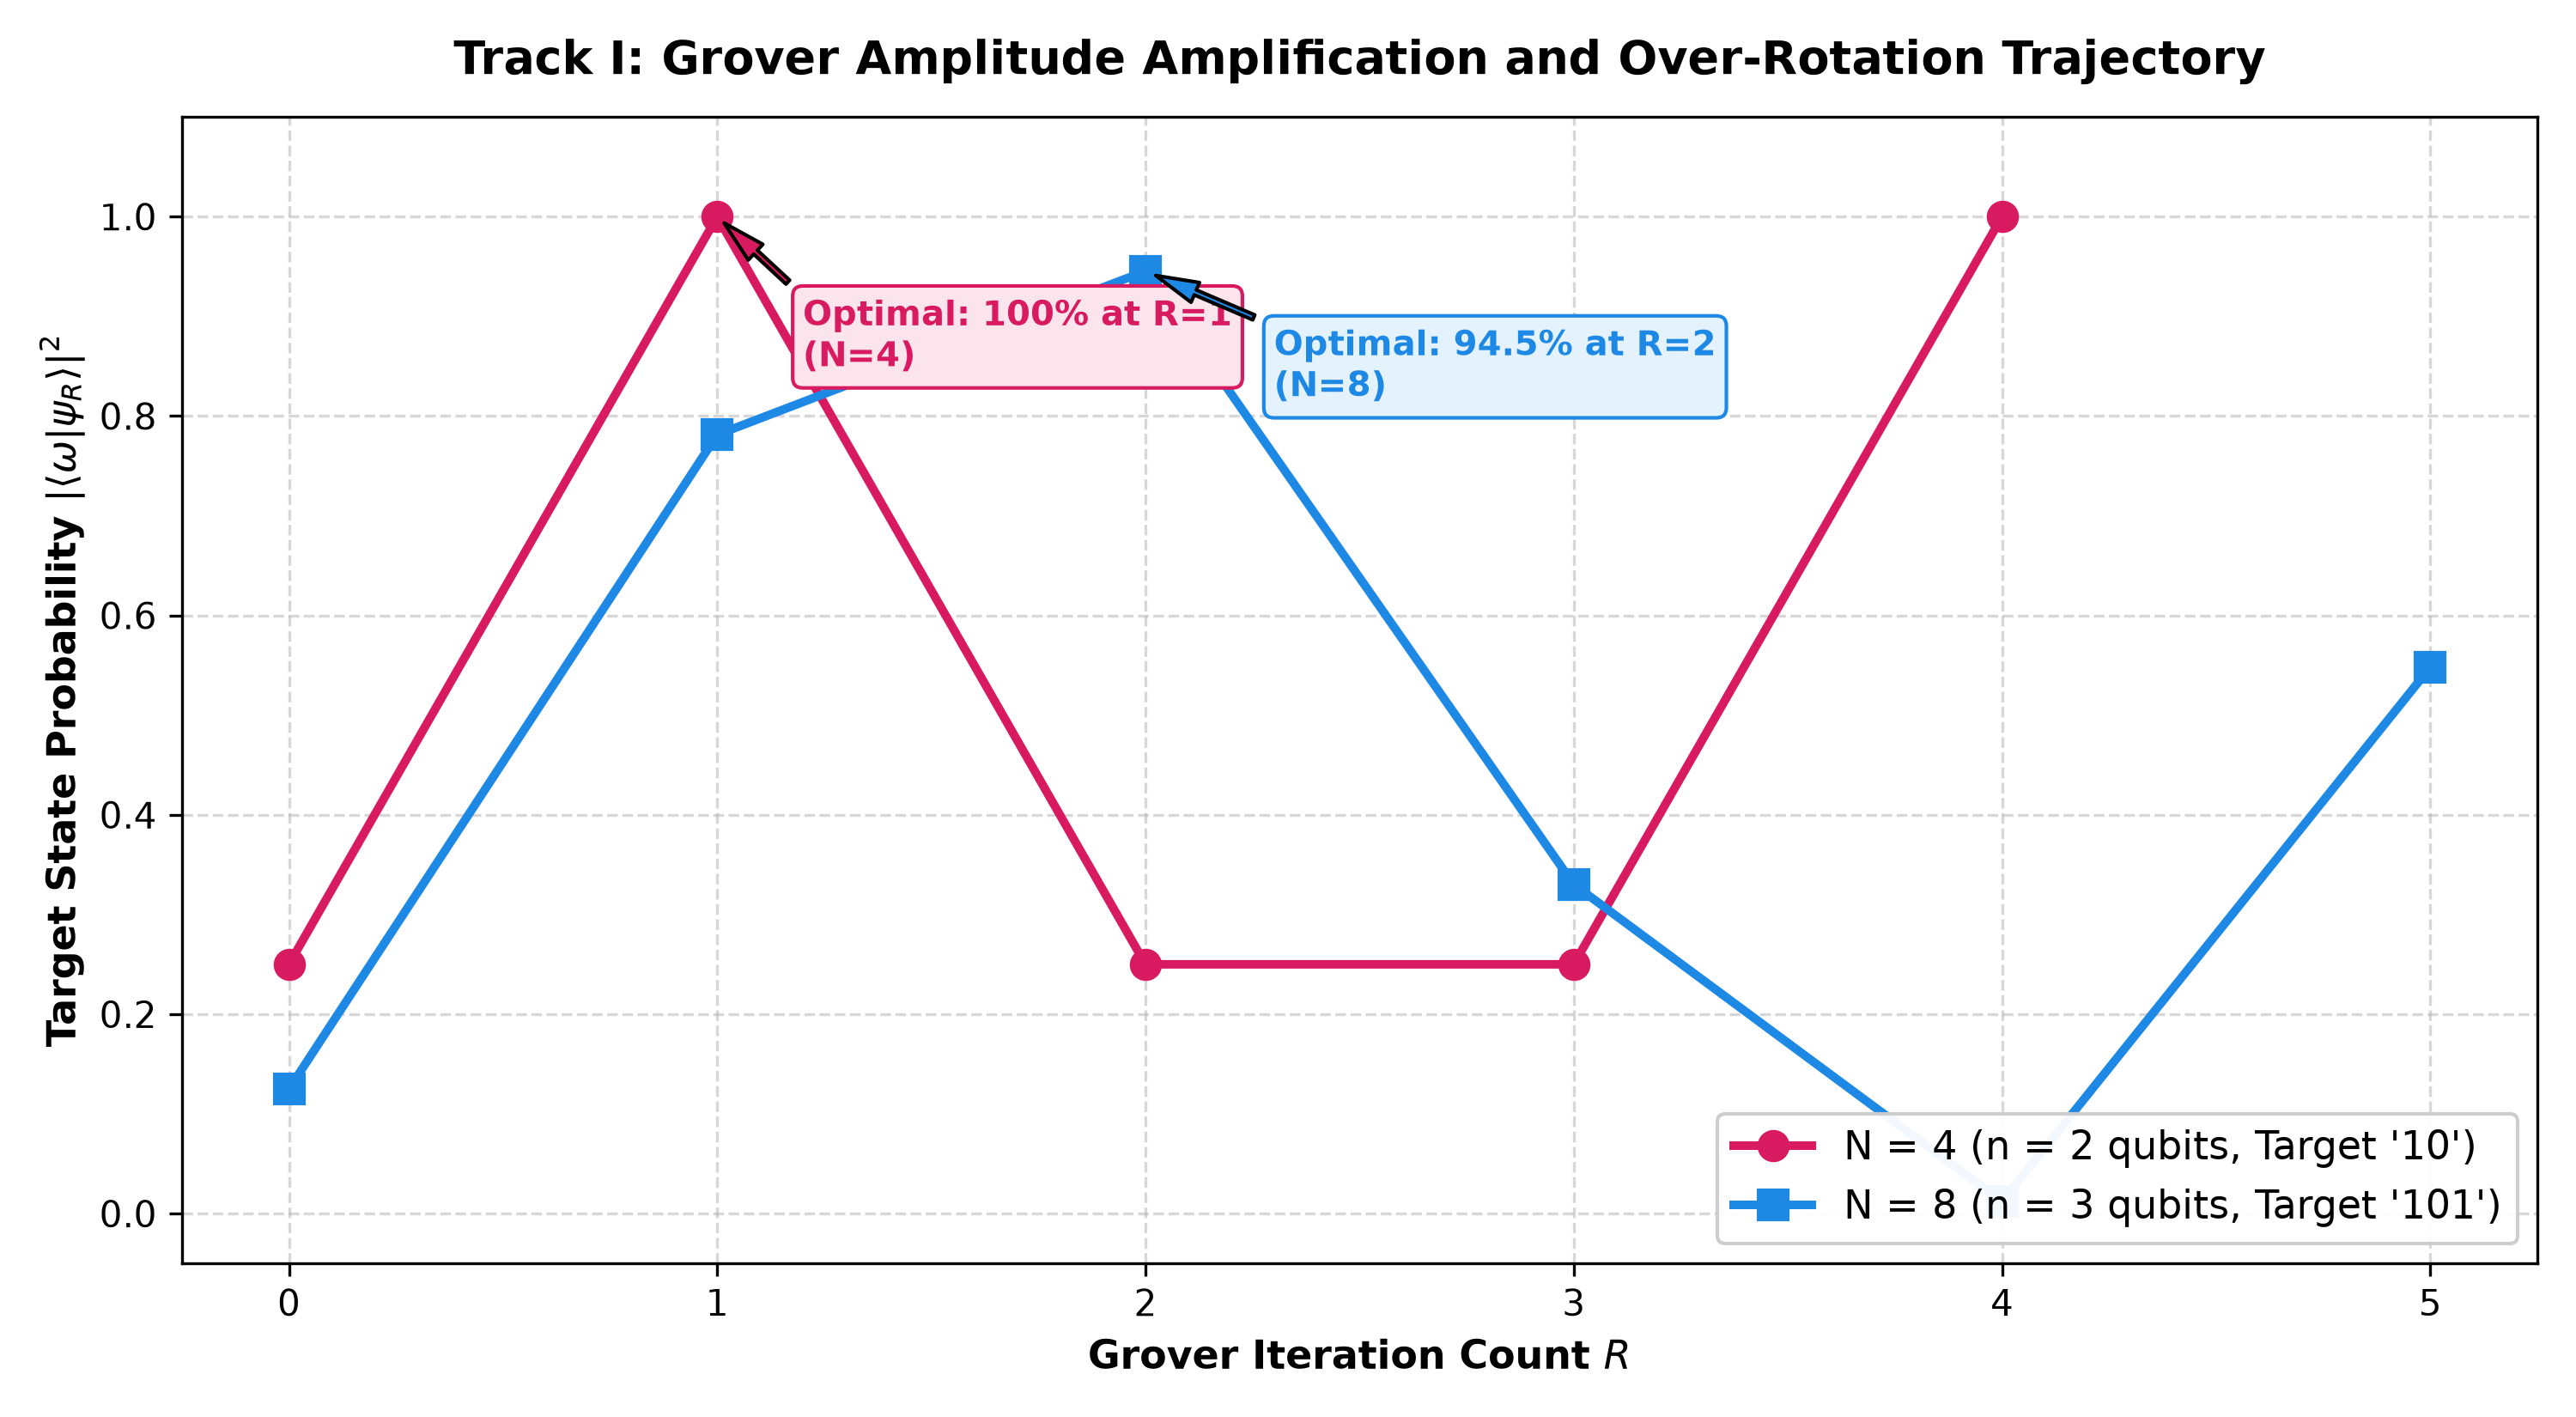 Track I: Grover Amplitude Amplification and Over-Rotation Trajectory
Target State Probability |⟨ω|ψ_R⟩|²
1.0
0.8
0.6
0.4
0.2
0.0
Optimal: 100% at R=1
(N=4)
Optimal: 94.5% at R=2
(N=8)
N = 4 (n = 2 qubits, Target '10')
N = 8 (n = 3 qubits, Target '101')
0 1 2 3 4 5
Grover Iteration Count R